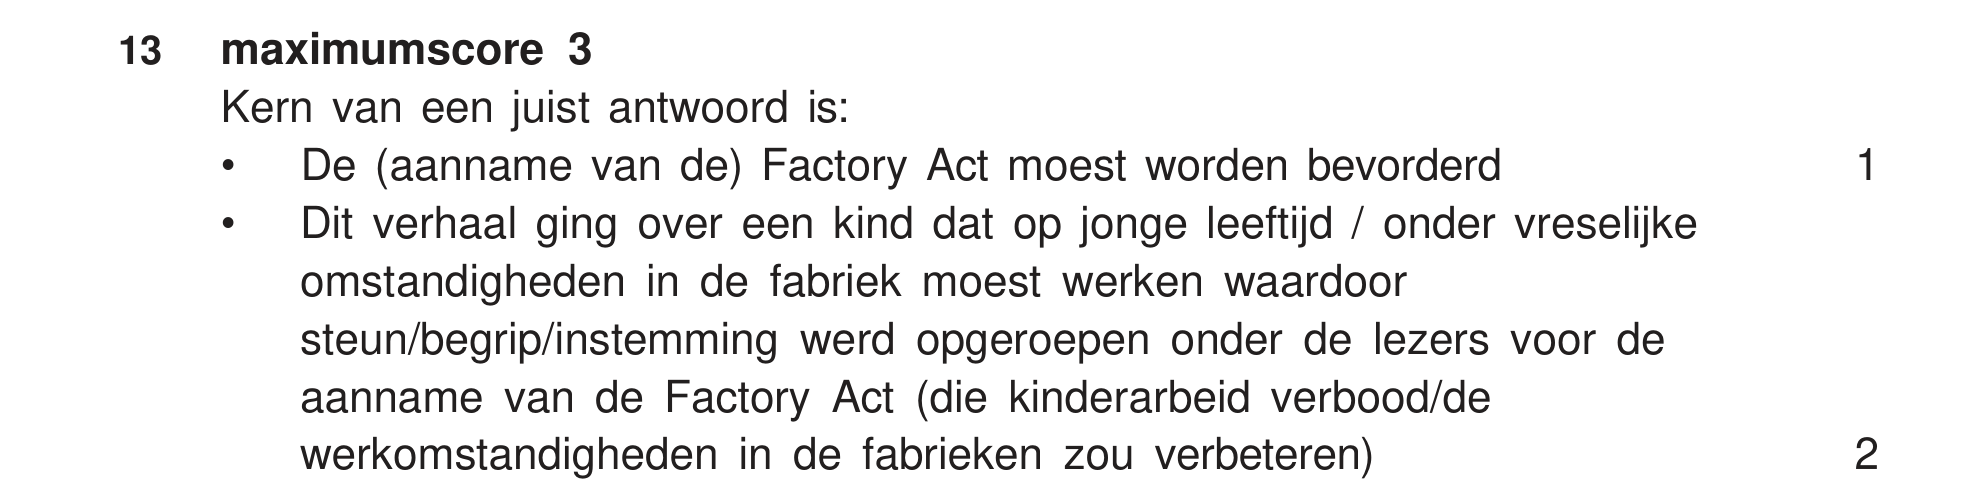 13 maximumscore 3
Kern van een juist antwoord is:
• De (aanname van de) Factory Act moest worden bevorderd 1
• Dit verhaal ging over een kind dat op jonge leeftijd / onder vreselijke
omstandigheden in de fabriek moest werken waardoor
steun/begrip/instemming werd opgeroepen onder de lezers voor de
aanname van de Factory Act (die kinderarbeid verbood/de
werkomstandigheden in de fabrieken zou verbeteren) 2